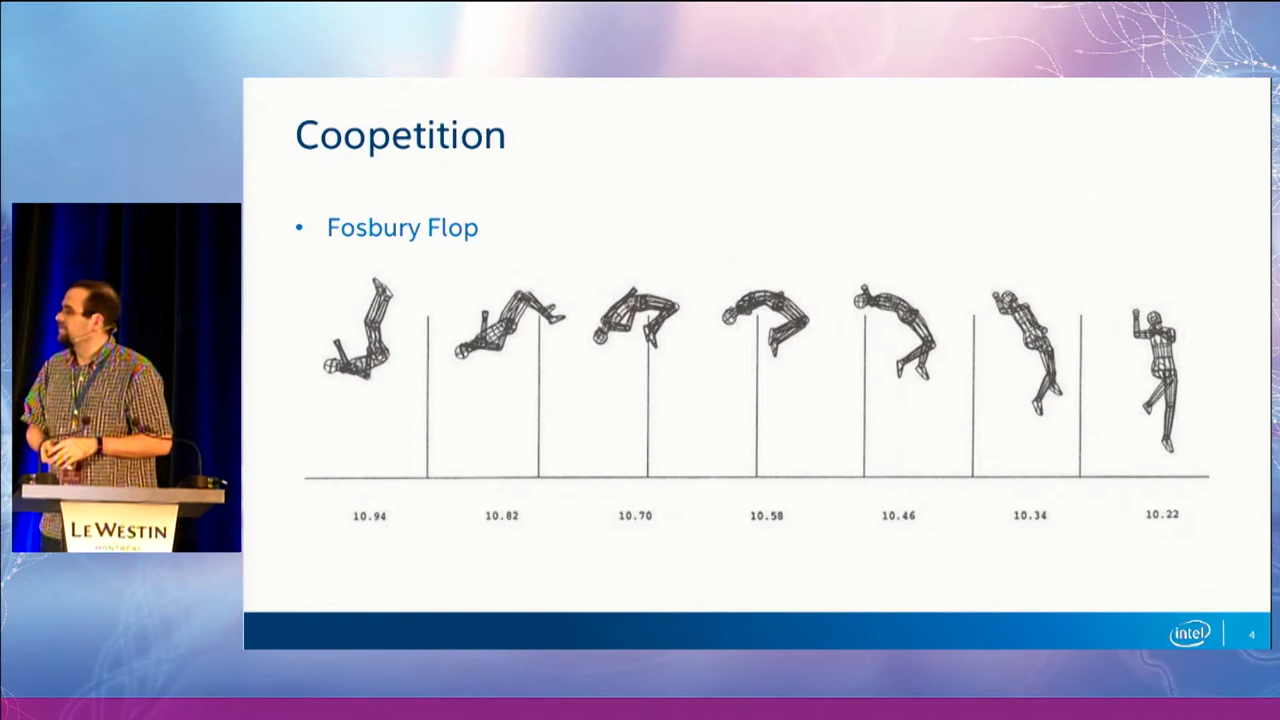 Coopetition
• Fosbury Flop
10.94 10.82 10.70 10.58 10.46 10.34 10.22
LE WESTIN
MONTRÉAL
intel 4